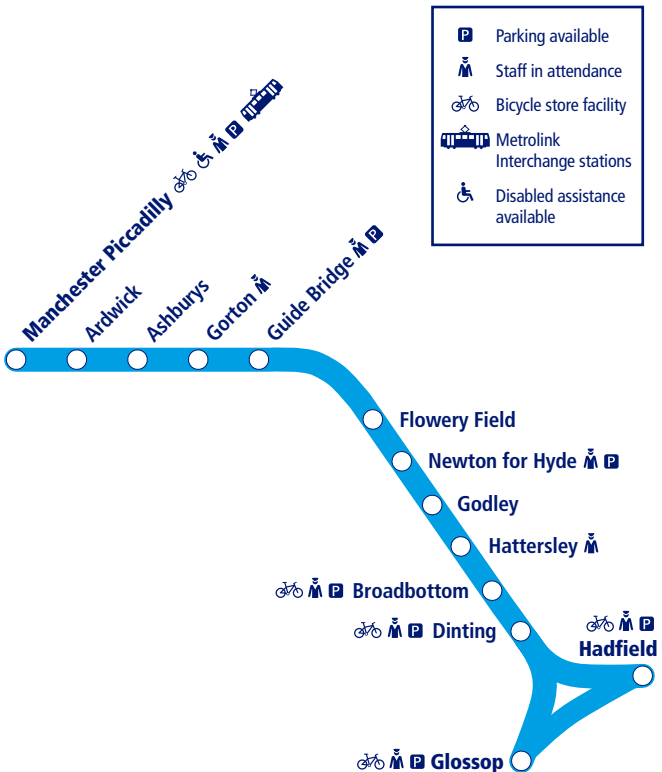 P Parking available
Staff in attendance
Bicycle store facility
Metrolink
Interchange stations
Disabled assistance
available
Manchester Piccadilly P
Ardwick
Ashburys
Gorton
Guide Bridge P
Flowery Field
Newton for Hyde P
Godley
Hattersley
P Broadbottom
P Dinting
P
Hadfield
P Glossop